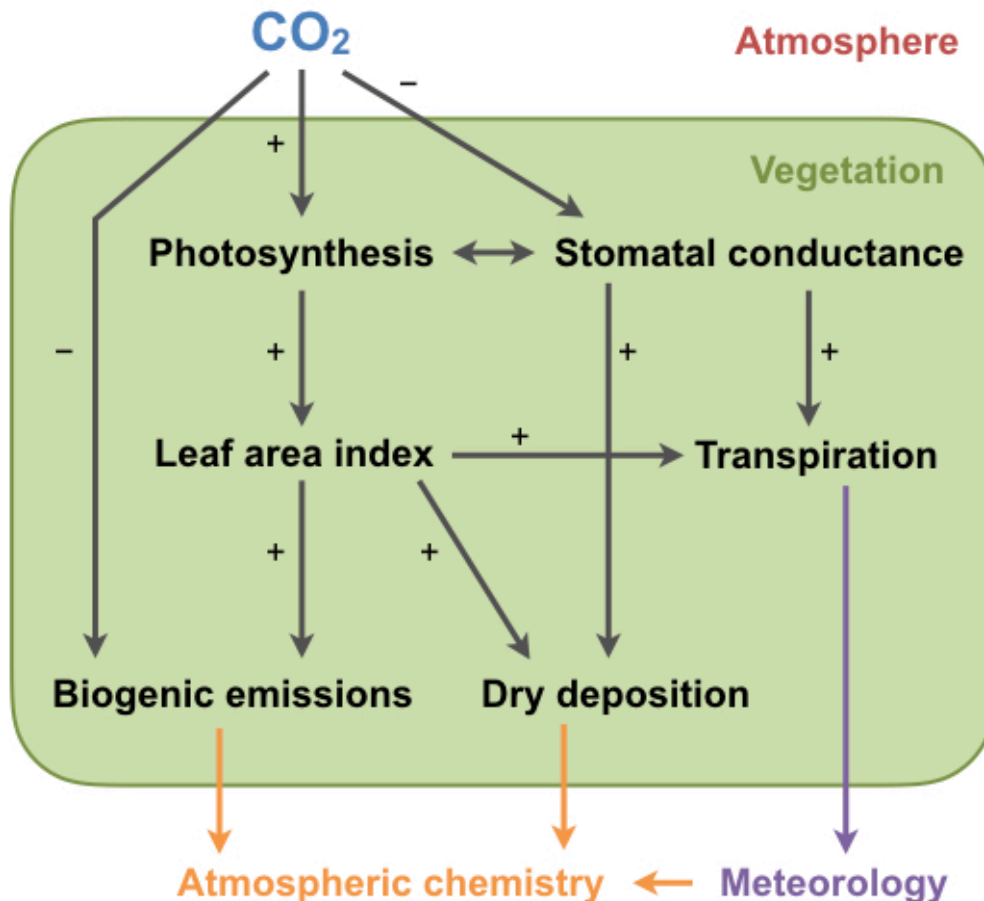 CO₂
Atmosphere
−
+
Vegetation
Photosynthesis
Stomatal conductance
−
+
+
+
Leaf area index
+
Transpiration
+
+
Biogenic emissions
Dry deposition
Atmospheric chemistry
Meteorology